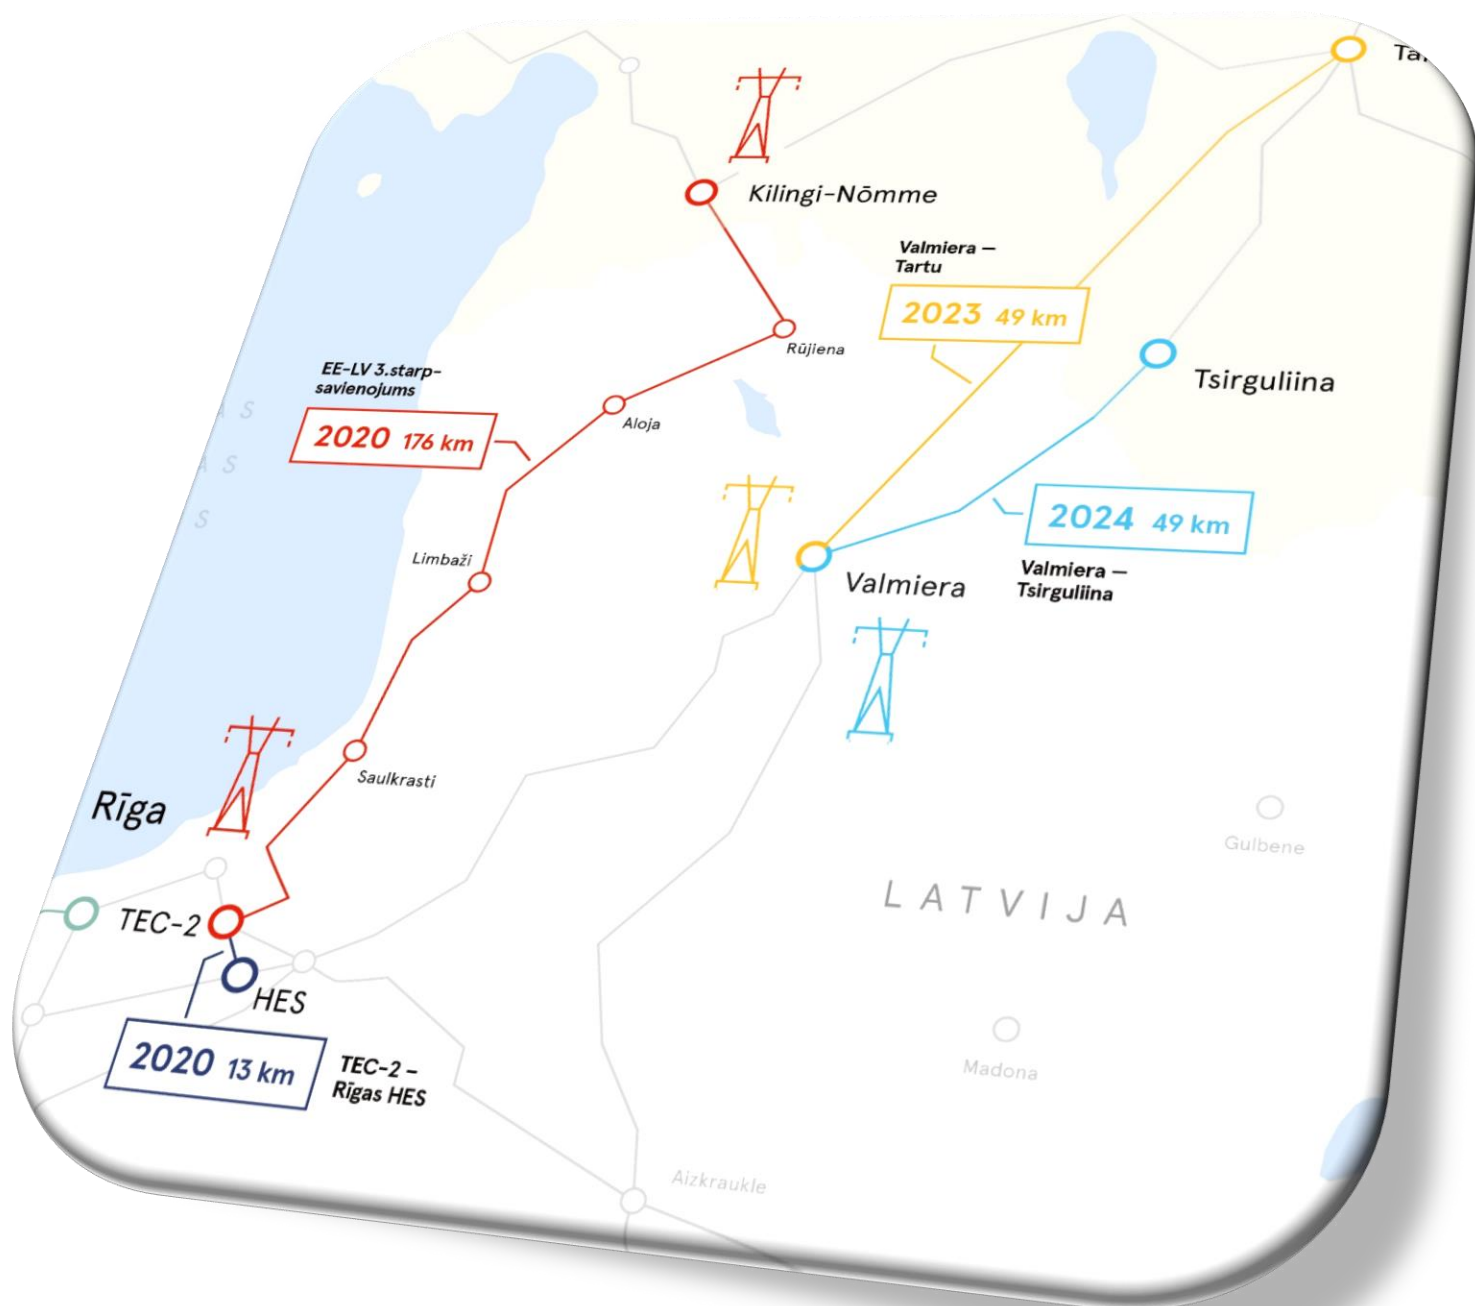 Kilingi-Nõmme
Valmiera –
Tartu
2023 49 km
Rūjiena
EE-LV 3.starp-
savienojums
2020 176 km
Tsirguliina
Aloja
2024 49 km
Limbaži
Valmiera
Valmiera –
Tsirguliina
Saulkrasti
Rīga
Gulbene
LATVIJA
TEC-2
HES
2020 13 km
TEC-2 –
Rīgas HES
Madona
Aizkraukle